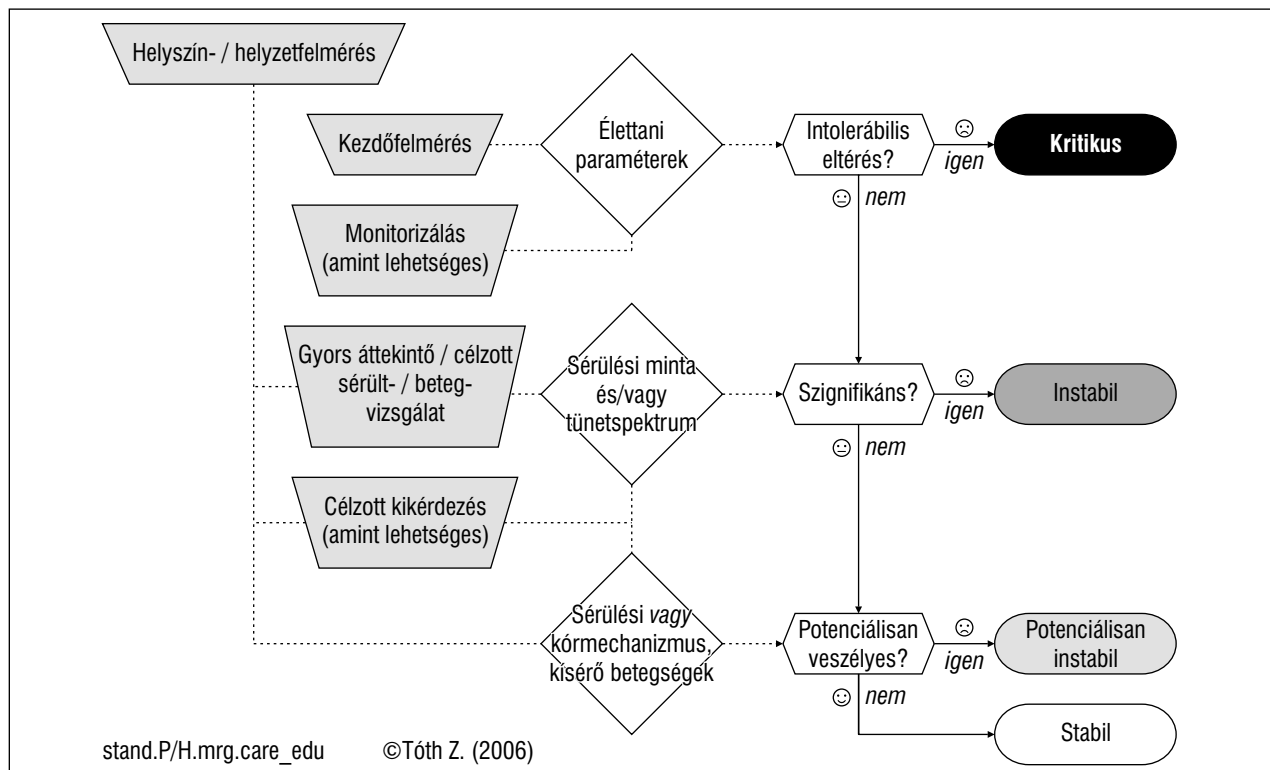 Helyszín- / helyzetfelmérés
Kezdőfelmérés
Élettani
paraméterek
Intolerábilis
eltérés?
igen
Kritikus
nem
Monitorizálás
(amint lehetséges)
Gyors áttekintő / célzott
sérült- / beteg-
vizsgálat
Sérülési minta
és/vagy
tünetspektrum
Szignifikáns?
igen
Instabil
nem
Célzott kikérdezés
(amint lehetséges)
Sérülési vagy
kórmechanizmus,
kísérő betegségek
Potenciálisan
veszélyes?
igen
Potenciálisan
instabil
nem
Stabil
stand.P/H.mrg.care_edu ©Tóth Z. (2006)